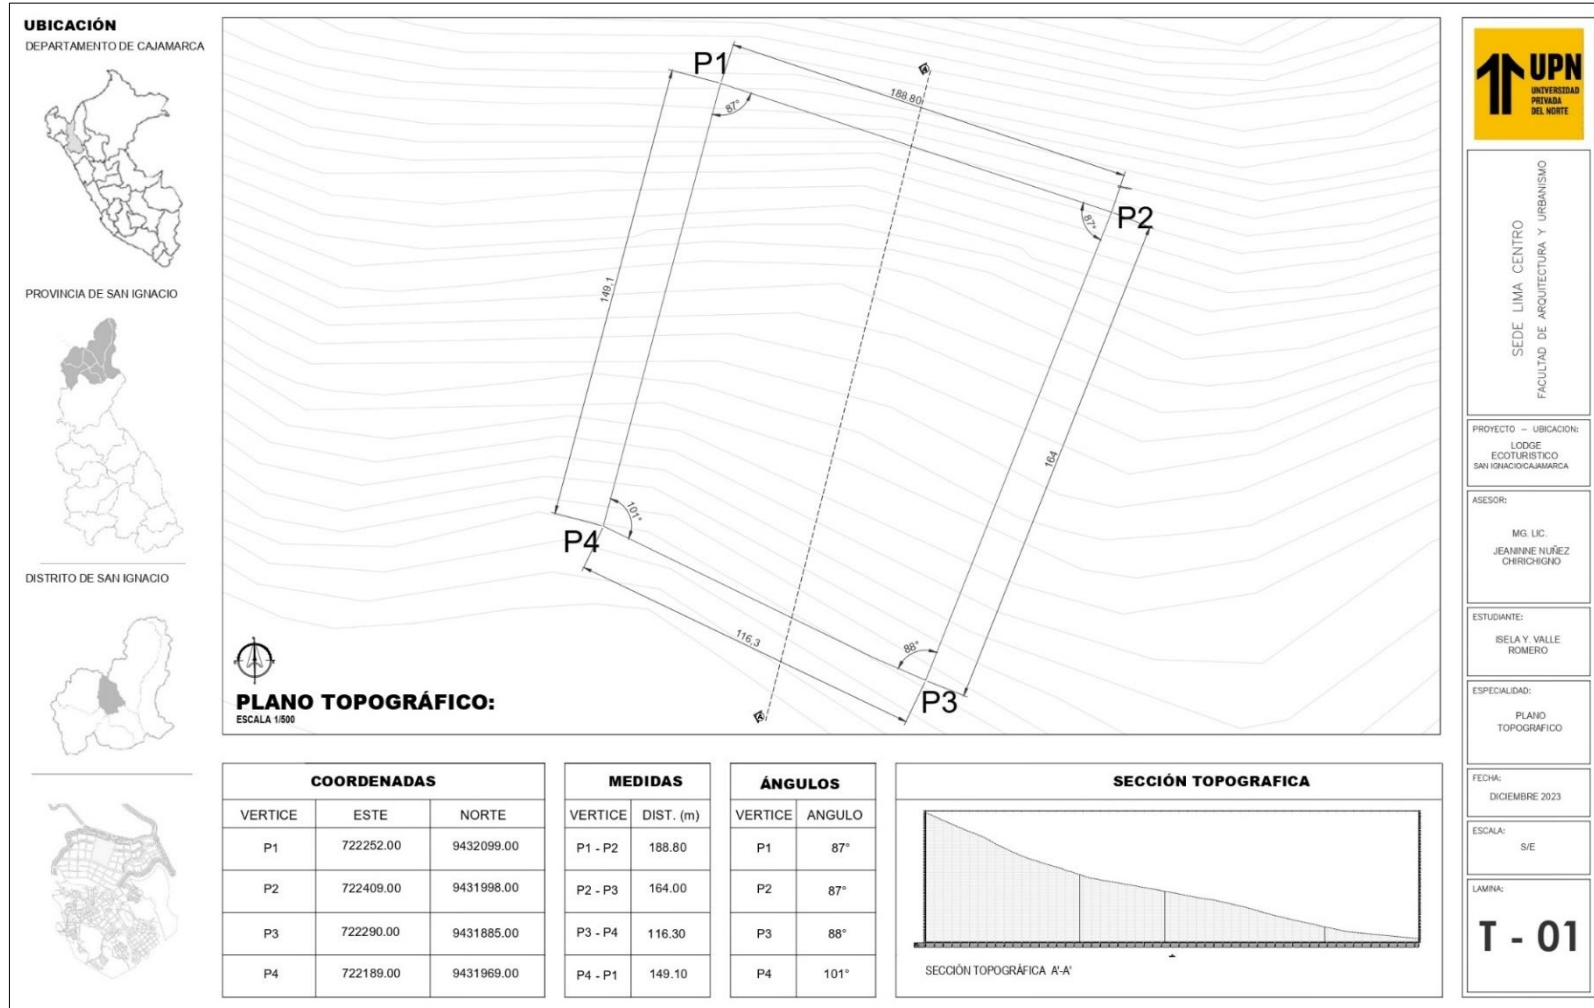 UBICACIÓN
DEPARTAMENTO DE CAJAMARCA
PROVINCIA DE SAN IGNACIO
DISTRITO DE SAN IGNACIO
P1
188.80
87°
P2
87°
149,1
164
101°
P4
116,3
88°
P3
PLANO TOPOGRÁFICO:
ESCALA 1/500
COORDENADAS
VERTICE ESTE NORTE
P1 722252.00 9432099.00
P2 722409.00 9431998.00
P3 722290.00 9431885.00
P4 722189.00 9431969.00
MEDIDAS
VERTICE DIST. (m)
P1 - P2 188.80
P2 - P3 164.00
P3 - P4 116.30
P4 - P1 149.10
ÁNGULOS
VERTICE ANGULO
P1 87°
P2 87°
P3 88°
P4 101°
SECCIÓN TOPOGRAFICA
SECCIÓN TOPOGRÁFICA A'-A'
UPN
UNIVERSIDAD
PRIVADA
DEL NORTE
SEDE LIMA CENTRO
FACULTAD DE ARQUITECTURA Y URBANISMO
PROYECTO - UBICACION:
LODGE
ECOTURISTICO
SAN IGNACIO/CAJAMARCA
ASESOR:
MG. LIC.
JEANINNE NUÑEZ
CHIRICHIGNO
ESTUDIANTE:
ISELA Y. VALLE
ROMERO
ESPECIALIDAD:
PLANO
TOPOGRAFICO
FECHA:
DICIEMBRE 2023
ESCALA:
S/E
LAMINA:
T - 01